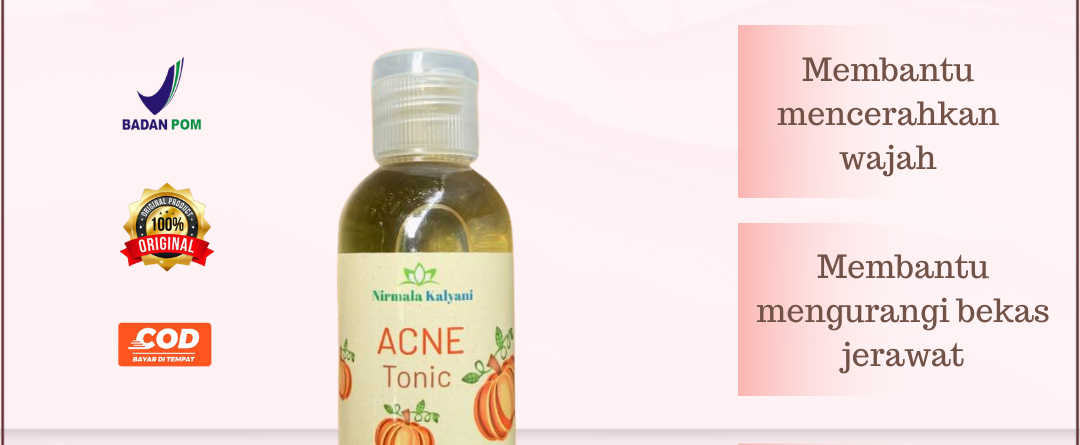 BADAN POM
ORIGINAL PRODUCT
100%
ORIGINAL
COD
BAYAR DI TEMPAT
Nirmala Kalyani
ACNE
Tonic
Membantu
mencerahkan
wajah
Membantu
mengurangi bekas
jerawat